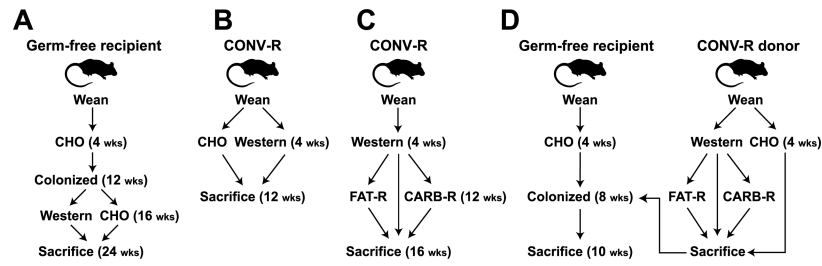 A
Germ-free recipient
Wean
CHO (4 wks)
Colonized (12 wks)
Western CHO (16 wks)
Sacrifice (24 wks)
B
CONV-R
Wean
CHO Western (4 wks)
Sacrifice (12 wks)
C
CONV-R
Wean
Western (4 wks)
FAT-R CARB-R (12 wks)
Sacrifice (16 wks)
D
Germ-free recipient
Wean
CHO (4 wks)
Colonized (8 wks)
Sacrifice (10 wks)
CONV-R donor
Wean
Western CHO (4 wks)
FAT-R CARB-R
Sacrifice